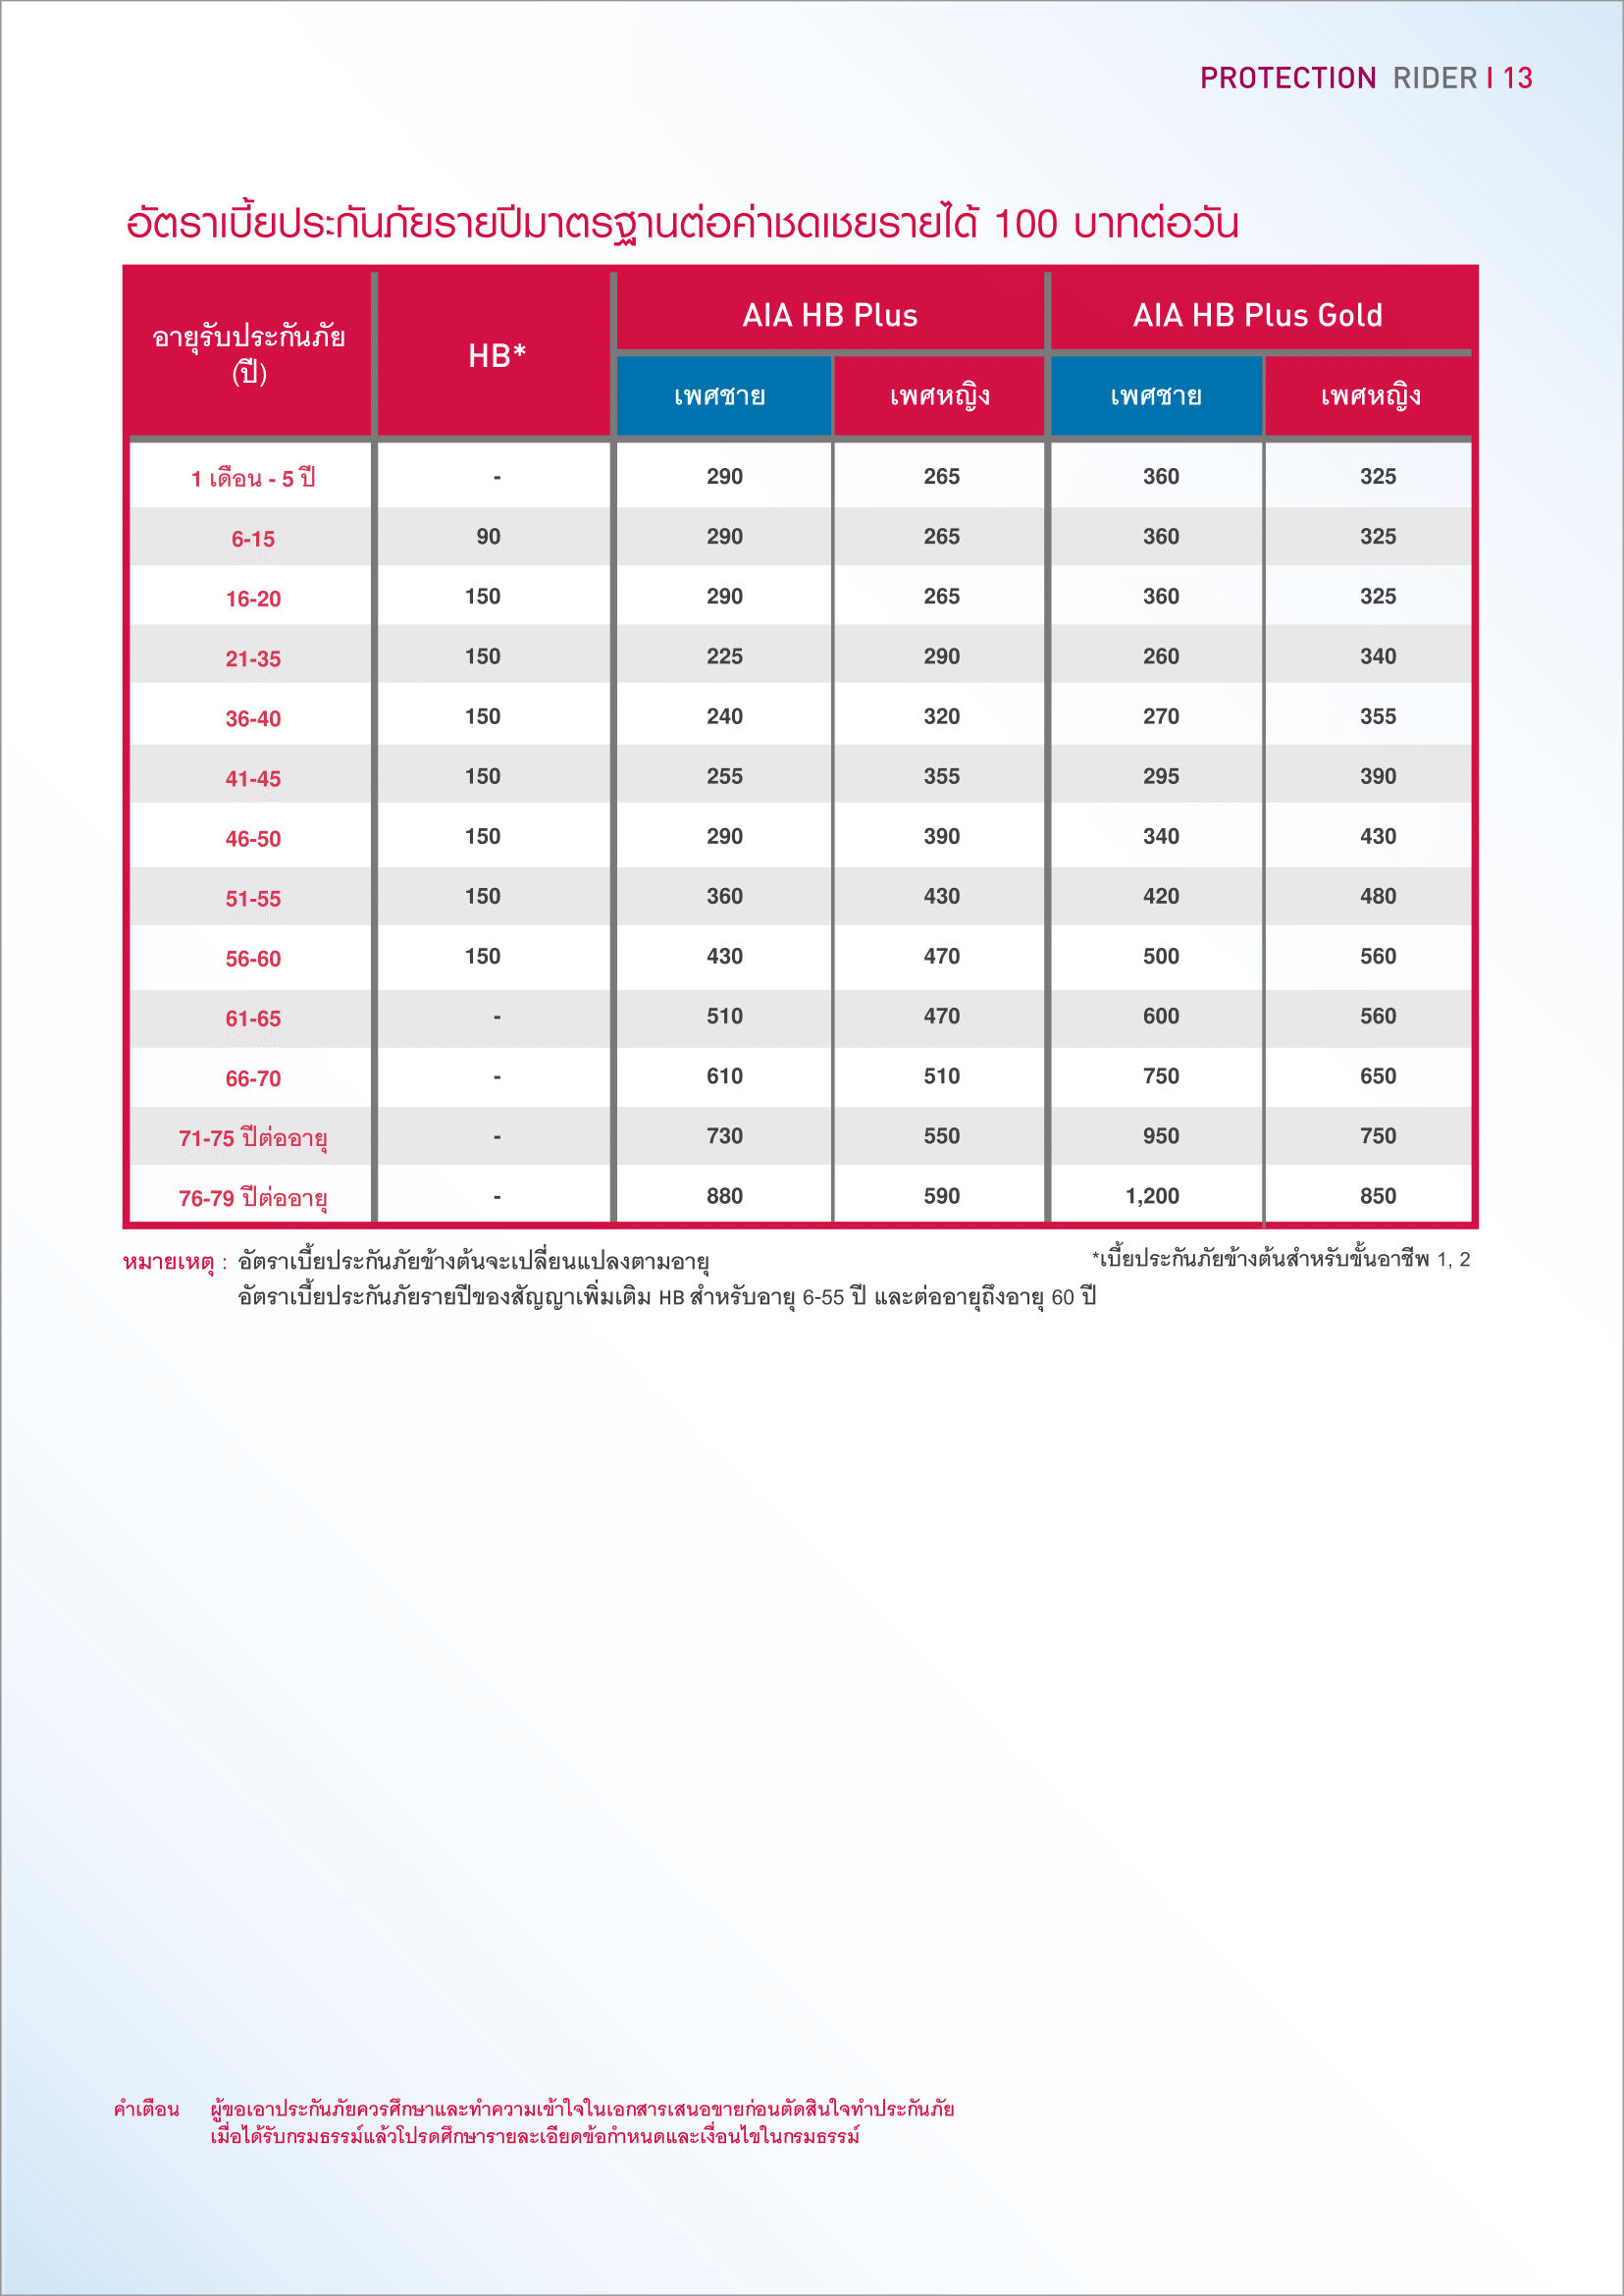 PROTECTION RIDER | 13
อัตราเบี้ยประกันภัยรายปีมาตรฐานต่อค่าชดเชยรายได้ 100 บาทต่อวัน
อายุรับประกันภัย (ปี) HB* AIA HB Plus AIA HB Plus Gold
เพศชาย เพศหญิง เพศชาย เพศหญิง
1 เดือน - 5 ปี - 290 265 360 325
6-15 90 290 265 360 325
16-20 150 290 265 360 325
21-35 150 225 290 260 340
36-40 150 240 320 270 355
41-45 150 255 355 295 390
46-50 150 290 390 340 430
51-55 150 360 430 420 480
56-60 150 430 470 500 560
61-65 - 510 470 600 560
66-70 - 610 510 750 650
71-75 ปีต่ออายุ - 730 550 950 750
76-79 ปีต่ออายุ - 880 590 1,200 850
หมายเหตุ : อัตราเบี้ยประกันภัยข้างต้นจะเปลี่ยนแปลงตามอายุ *เบี้ยประกันภัยข้างต้นสำหรับขั้นอาชีพ 1, 2
อัตราเบี้ยประกันภัยรายปีของสัญญาเพิ่มเติม HB สำหรับอายุ 6-55 ปี และต่ออายุถึงอายุ 60 ปี
คำเตือน ผู้ขอเอาประกันภัยควรศึกษาและทำความเข้าใจในเอกสารเสนอขายก่อนตัดสินใจทำประกันภัย
เมื่อได้รับกรมธรรม์แล้วโปรดศึกษารายละเอียดข้อกำหนดและเงื่อนไขในกรมธรรม์